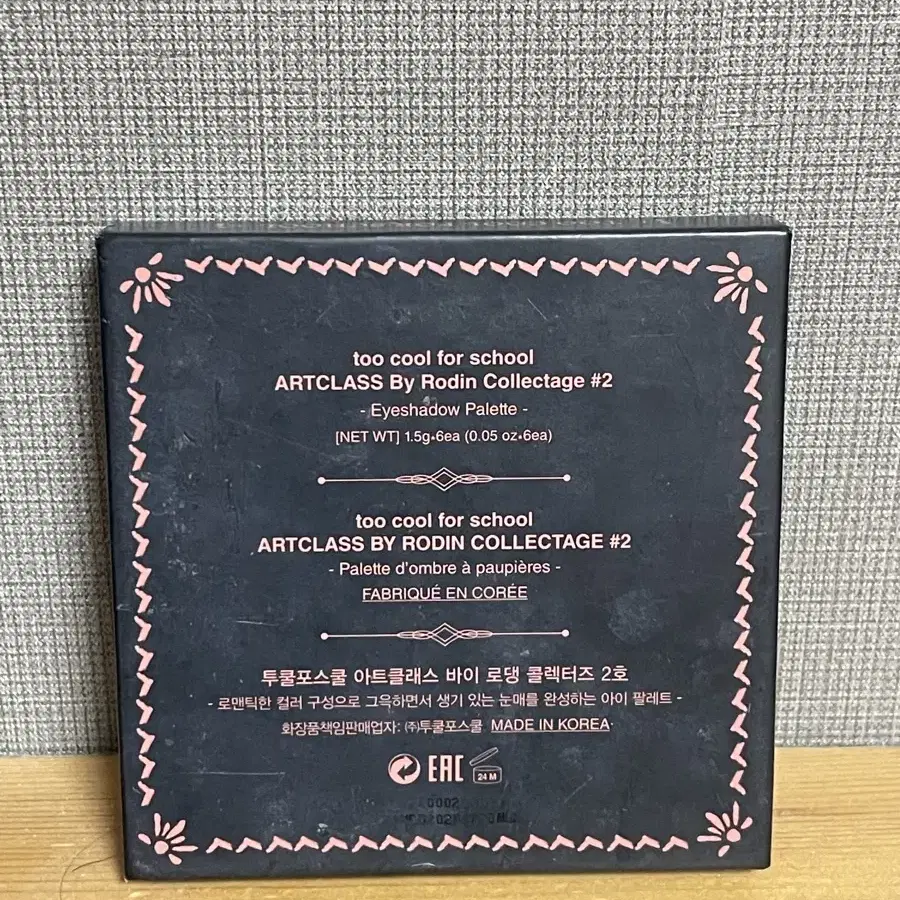 too cool for school
ARTCLASS By Rodin Collectage #2
- Eyeshadow Palette -
[NET WT] 1.5g*6ea (0.05 oz*6ea)
too cool for school
ARTCLASS BY RODIN COLLECTAGE #2
- Palette d'ombre à paupières -
FABRIQUÉ EN CORÉE
투쿨포스쿨 아트클래스 바이 로댕 콜렉터즈 2호
- 로맨틱한 컬러 구성으로 그윽하면서 생기 있는 눈매를 완성하는 아이 팔레트 -
화장품책임판매업자: ㈜투쿨포스쿨 MADE IN KOREA
EAC 24 M